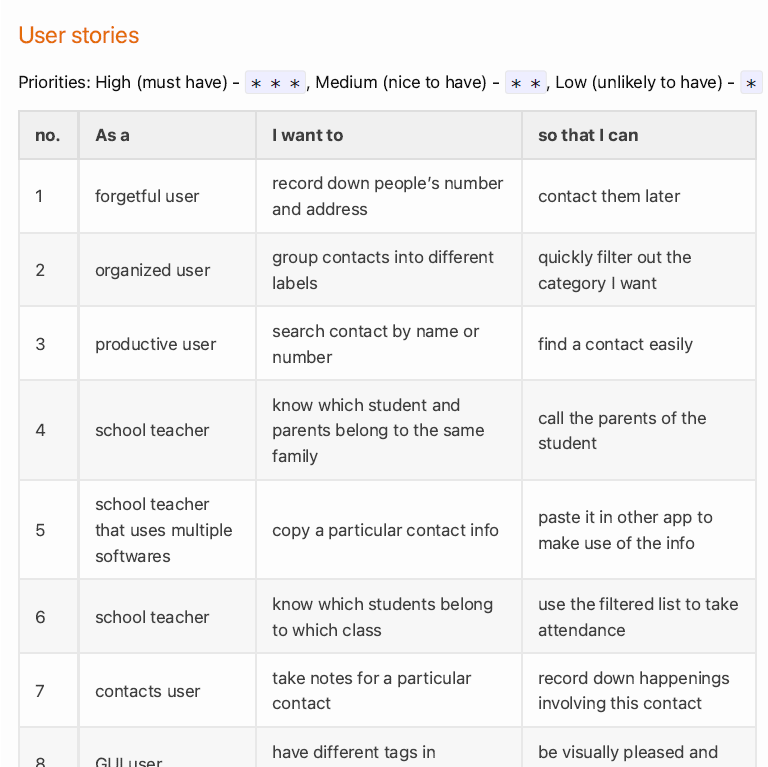 User stories
Priorities: High (must have) - * * *, Medium (nice to have) - * *, Low (unlikely to have) - *
no. As a I want to so that I can
1 forgetful user record down people’s number and address contact them later
2 organized user group contacts into different labels quickly filter out the category I want
3 productive user search contact by name or number find a contact easily
4 school teacher know which student and parents belong to the same family call the parents of the student
5 school teacher that uses multiple softwares copy a particular contact info paste it in other app to make use of the info
6 school teacher know which students belong to which class use the filtered list to take attendance
7 contacts user take notes for a particular contact record down happenings involving this contact
8 GUI user have different tags in be visually pleased and